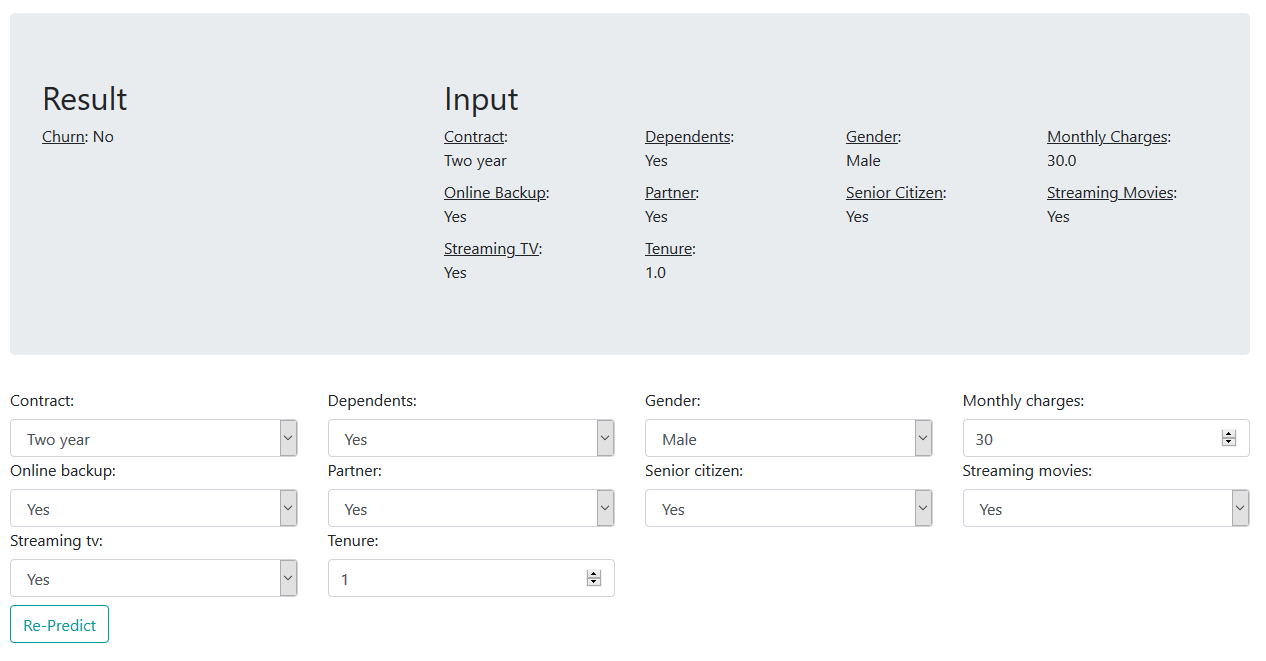 Result
Churn: No
Input
Contract: Dependents: Gender: Monthly Charges:
Two year Yes Male 30.0
Online Backup: Partner: Senior Citizen: Streaming Movies:
Yes Yes Yes Yes
Streaming TV: Tenure:
Yes 1.0
Contract: Dependents: Gender: Monthly charges:
Two year Yes Male 30
Online backup: Partner: Senior citizen: Streaming movies:
Yes Yes Yes Yes
Streaming tv: Tenure:
Yes 1
Re-Predict